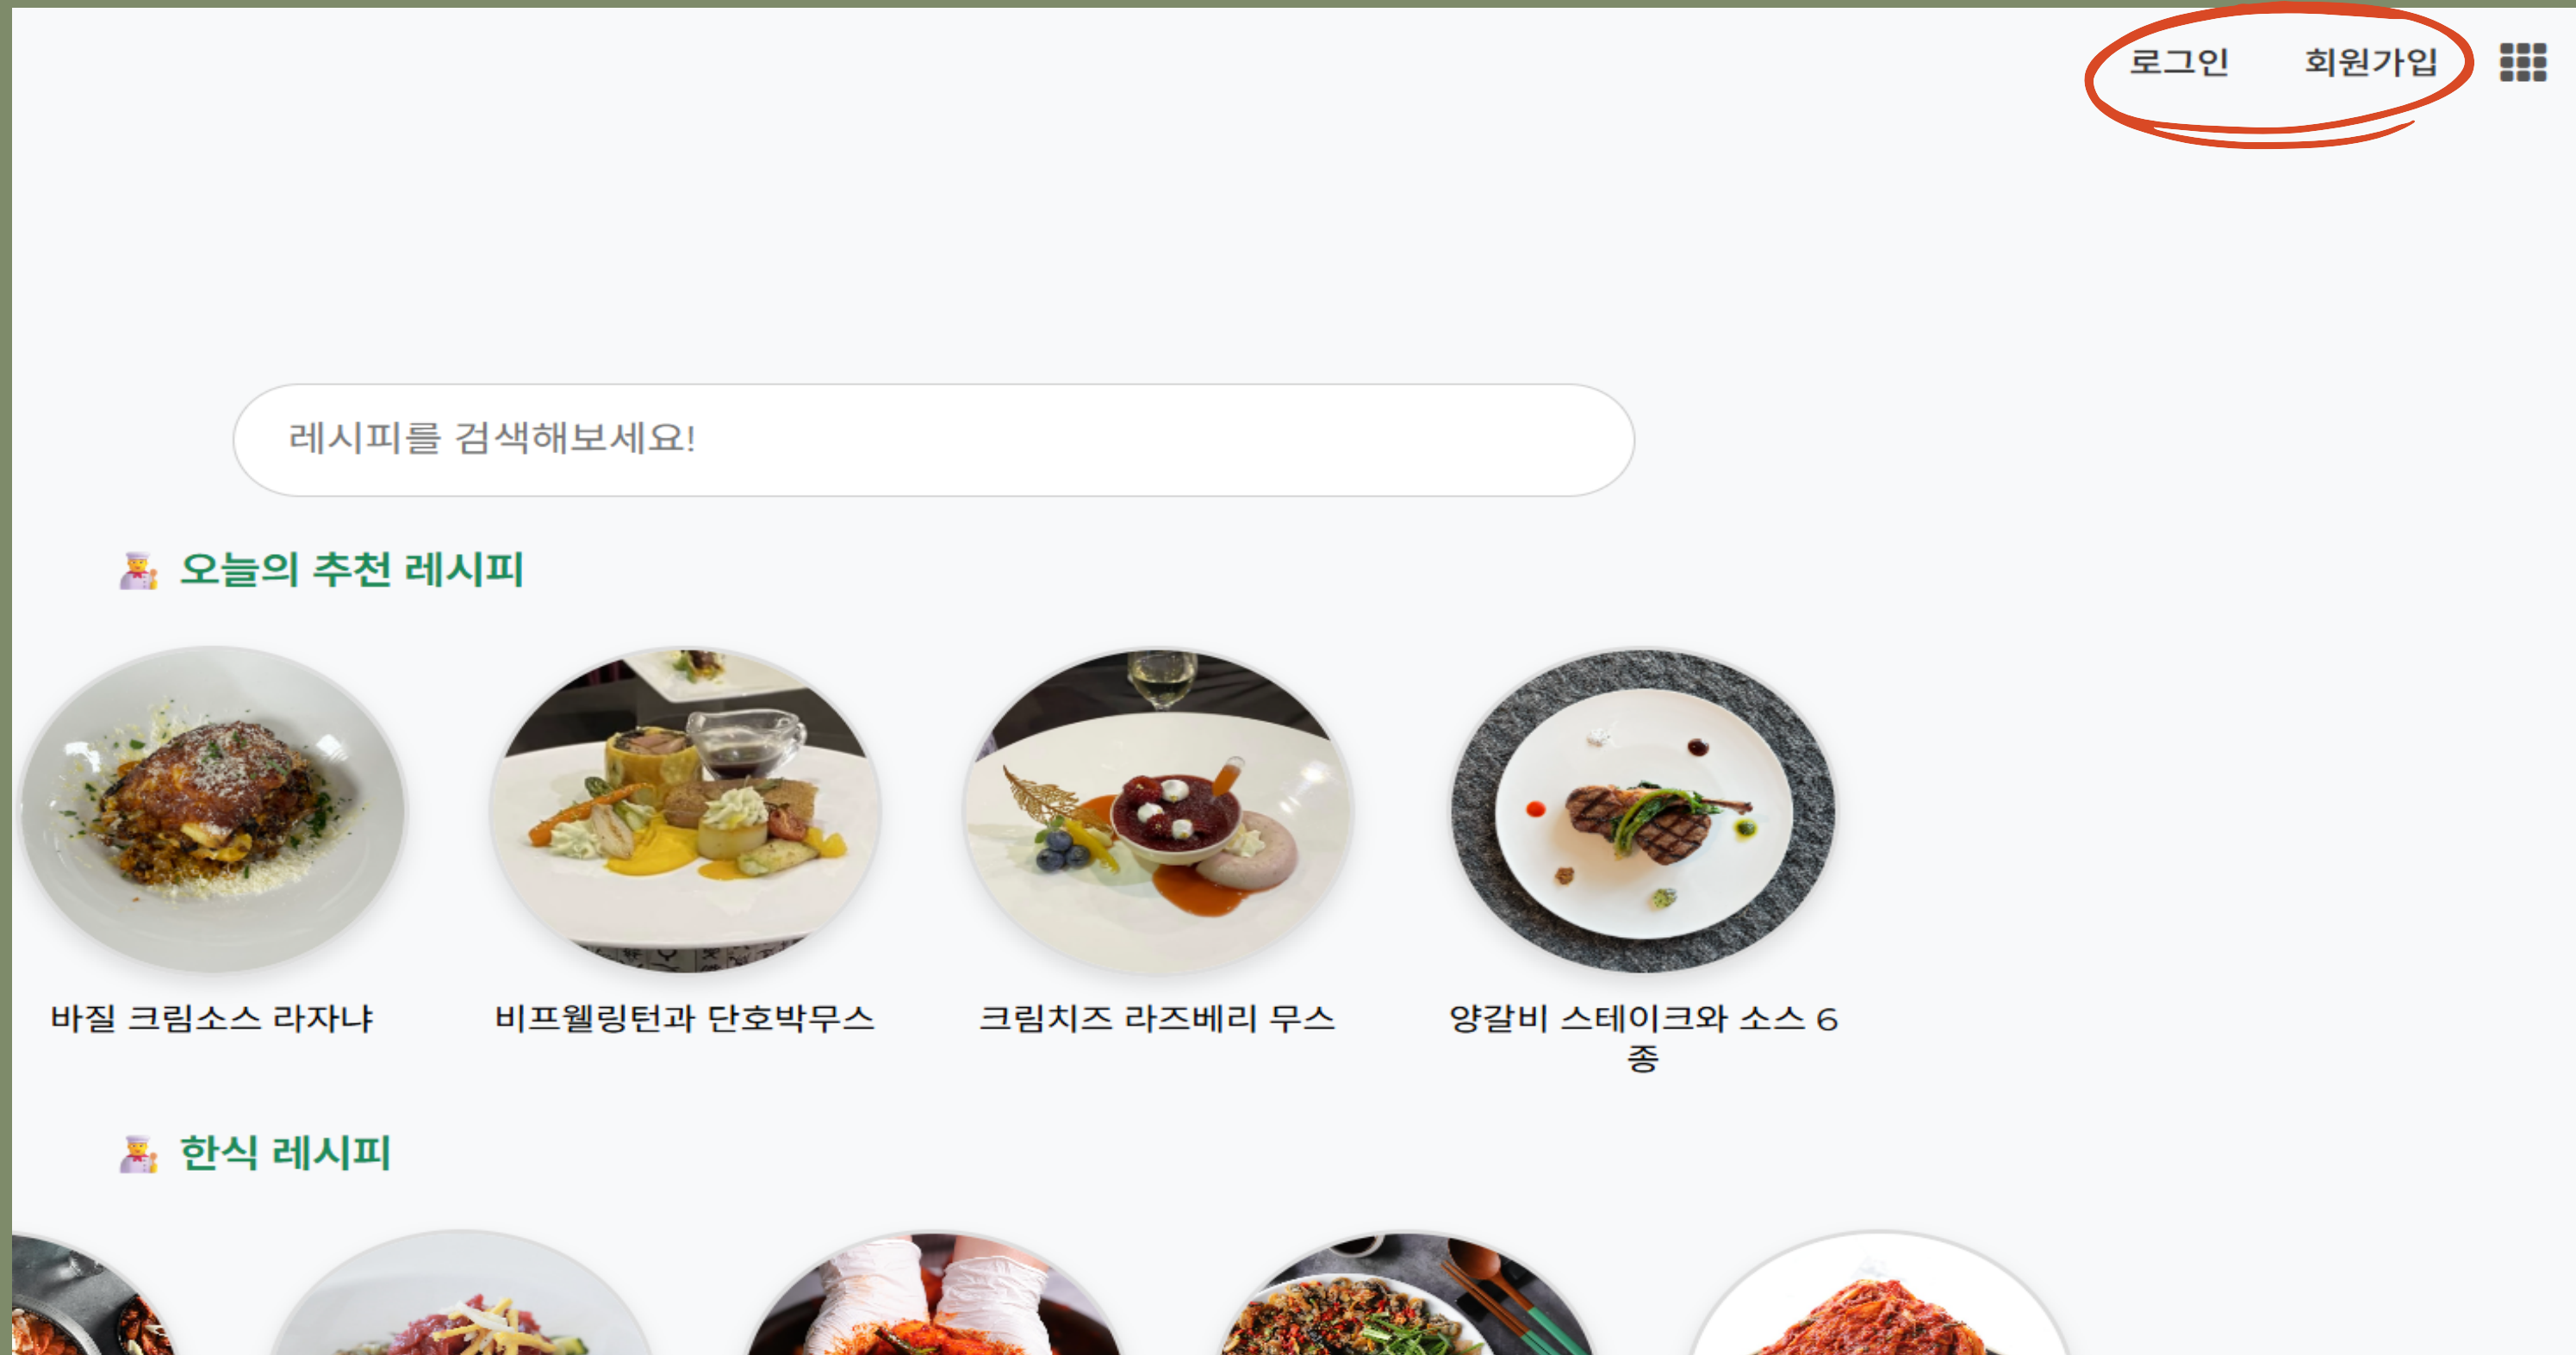 로그인 회원가입
레시피를 검색해보세요!
오늘의 추천 레시피
바질 크림소스 라자냐
비프웰링턴과 단호박무스
크림치즈 라즈베리 무스
양갈비 스테이크와 소스 6
종
한식 레시피